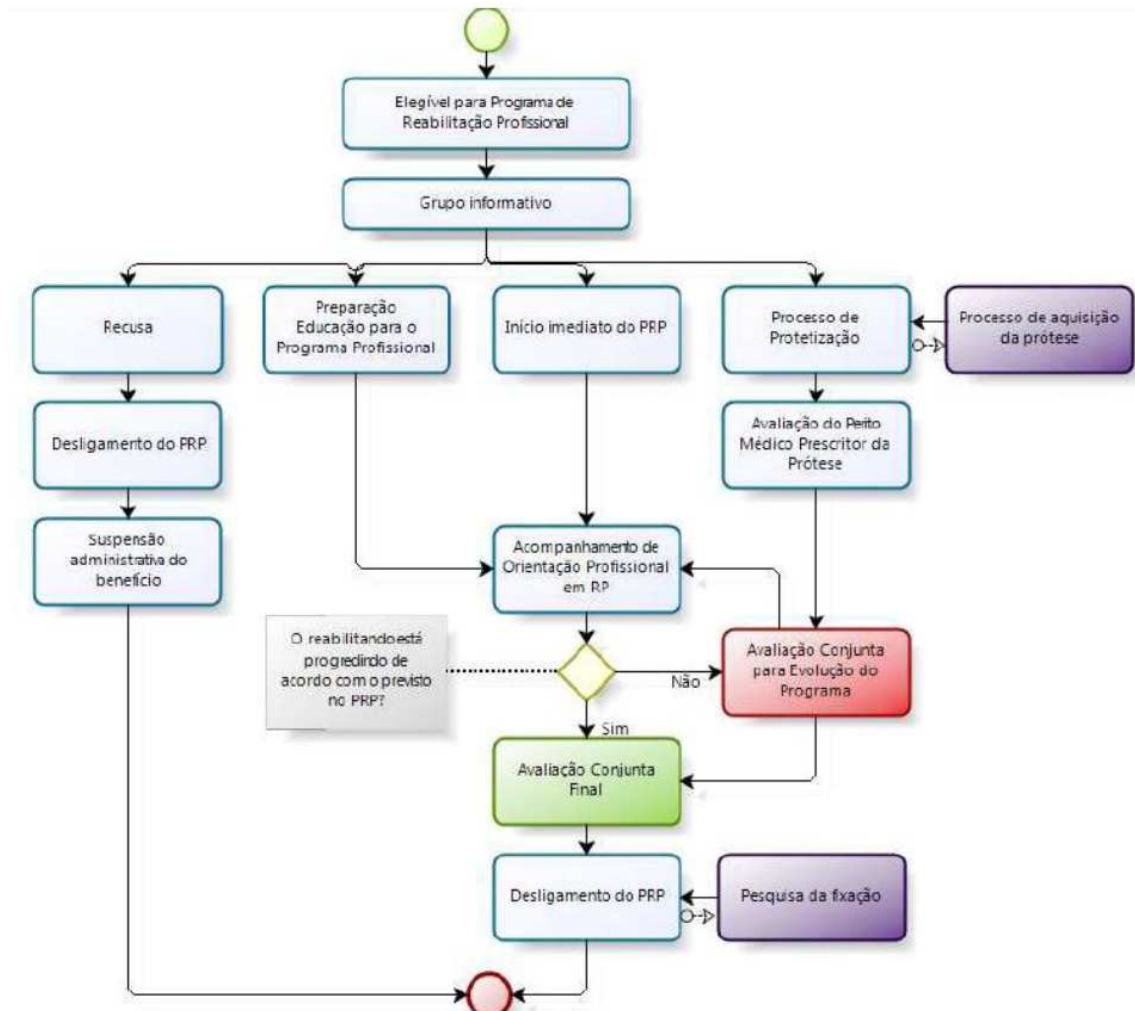 Elegível para Programa de
Reabilitação Profissional
Grupo informativo
Recusa
Preparação
Educação para o
Programa Profissional
Início imediato do PRP
Processo de
Protetização
Processo de aquisição
da prótese
Desligamento do PRP
Avaliação do Perito
Médico Prescritor da
Prótese
Suspensão
administrativa do
benefício
Acompanhamento de
Orientação Profissional
em RP
O reabilitando está
progredindo de
acordo com o previsto
no PRP?
Não
Avaliação Conjunta
para Evolução do
Programa
Sim
Avaliação Conjunta
Final
Desligamento do PRP
Pesquisa da fixação